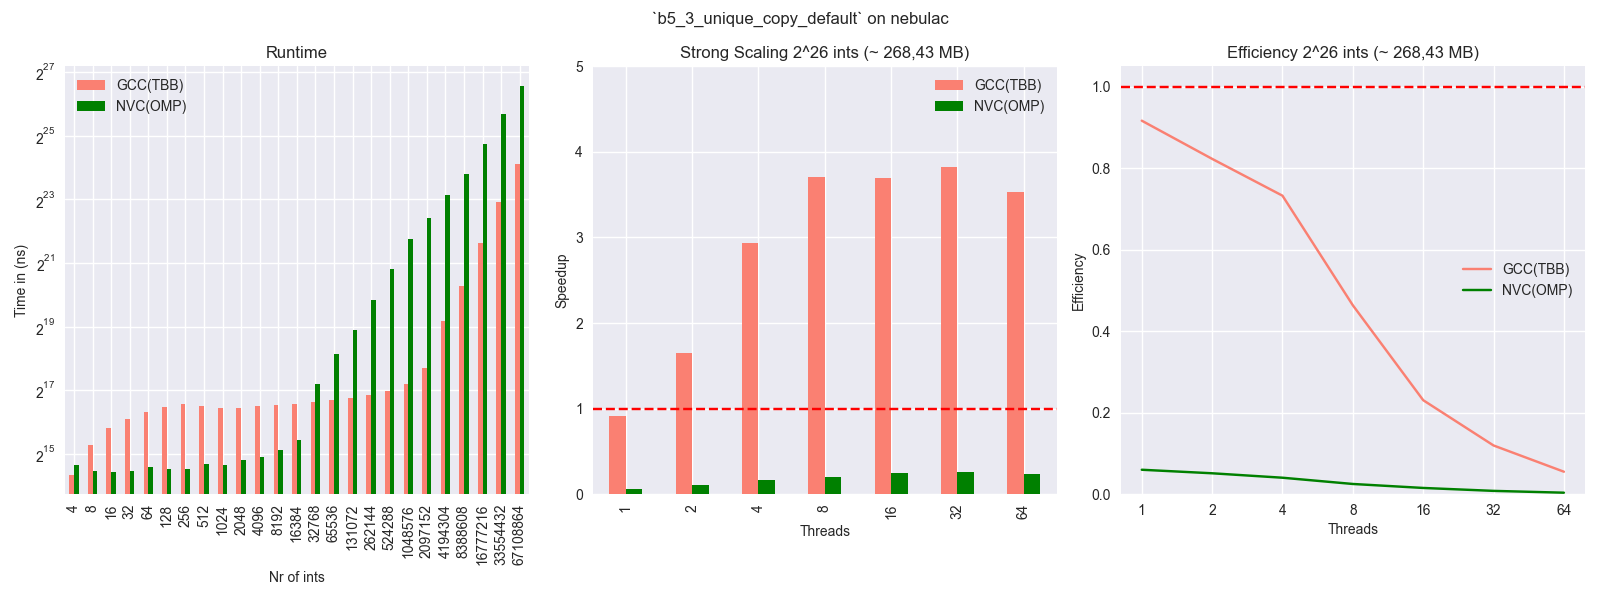 `b5_3_unique_copy_default` on nebulac
Runtime
2^27
2^25
2^23
2^21
2^19
2^17
2^15
Time in (ns)
GCC(TBB)
NVC(OMP)
4 8 16 32 64 128 256 512 1024 2048 4096 8192 16384 32768 65536 131072 262144 524288 1048576 2097152 4194304 8388608 16777216 33554432 67108864
Nr of ints
Strong Scaling 2^26 ints (~ 268,43 MB)
5
4
3
2
1
0
Speedup
GCC(TBB)
NVC(OMP)
1 2 4 8 16 32 64
Threads
Efficiency 2^26 ints (~ 268,43 MB)
1.0
0.8
0.6
0.4
0.2
0.0
Efficiency
GCC(TBB)
NVC(OMP)
1 2 4 8 16 32 64
Threads